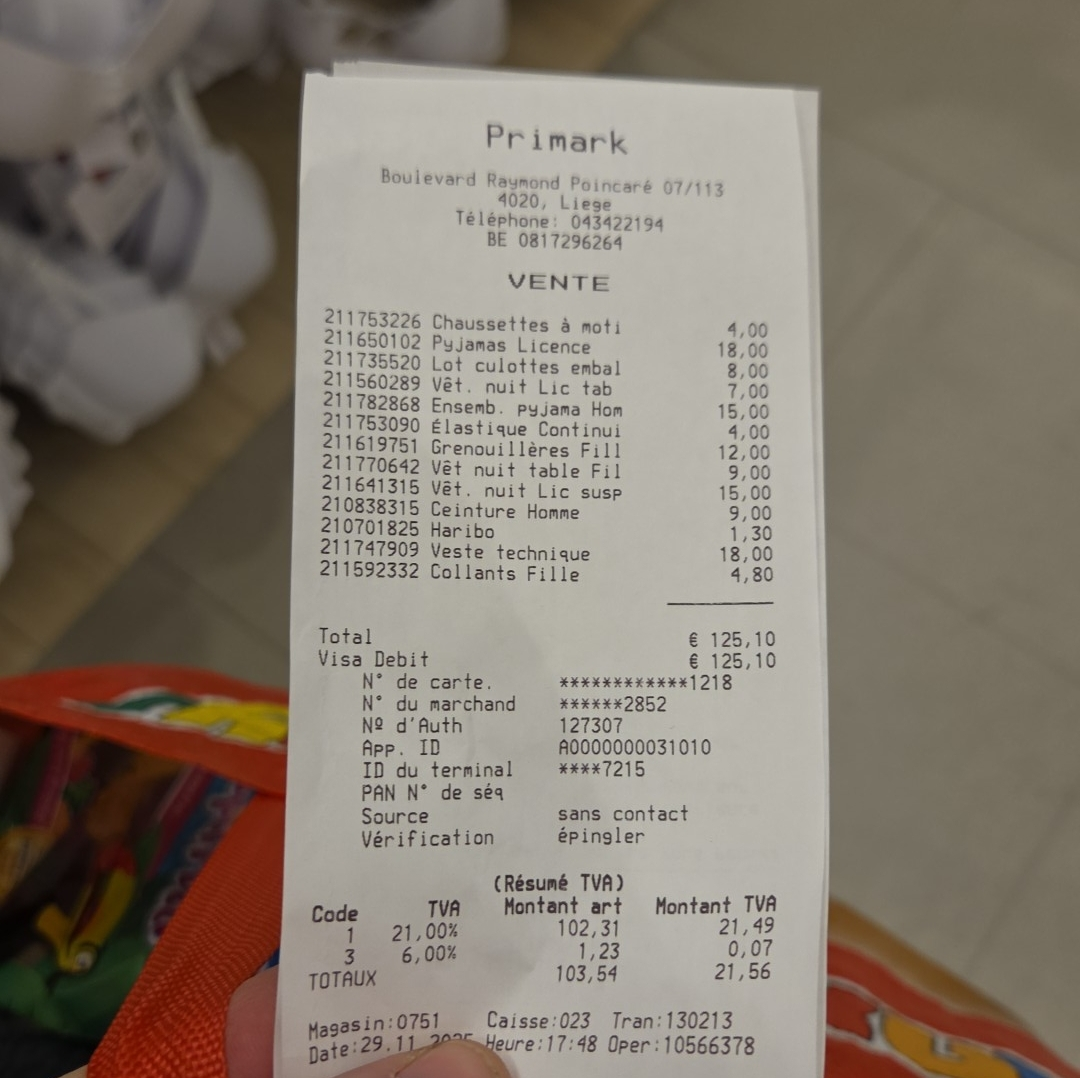 Primark
Boulevard Raymond Poincaré 07/113
4020, Liege
Téléphone: 043422194
BE 0817296264
VENTE
211753226 Chaussettes à moti 4,00
211650102 Pyjamas Licence 18,00
211735520 Lot culottes embal 8,00
211560289 Vêt. nuit Lic tab 7,00
211782868 Ensemb. pyjama Hom 15,00
211753090 Élastique Continui 4,00
211619751 Grenouillères Fill 12,00
211770642 Vêt nuit table Fil 9,00
211641315 Vêt. nuit Lic susp 15,00
210838315 Ceinture Homme 9,00
210701825 Haribo 1,30
211747909 Veste technique 18,00
211592332 Collants Fille 4,80
Total € 125,10
Visa Debit € 125,10
N° de carte. ************1218
N° du marchand ******2852
Nº d'Auth 127307
App. ID A0000000031010
ID du terminal ****7215
PAN N° de séq
Source sans contact
Vérification épingler
(Résumé TVA)
Code TVA Montant art Montant TVA
1 21,00% 102,31 21,49
3 6,00% 1,23 0,07
TOTAUX 103,54 21,56
Magasin:0751 Caisse:023 Tran:130213
Date:29.11.2025 Heure:17:48 Oper:10566378